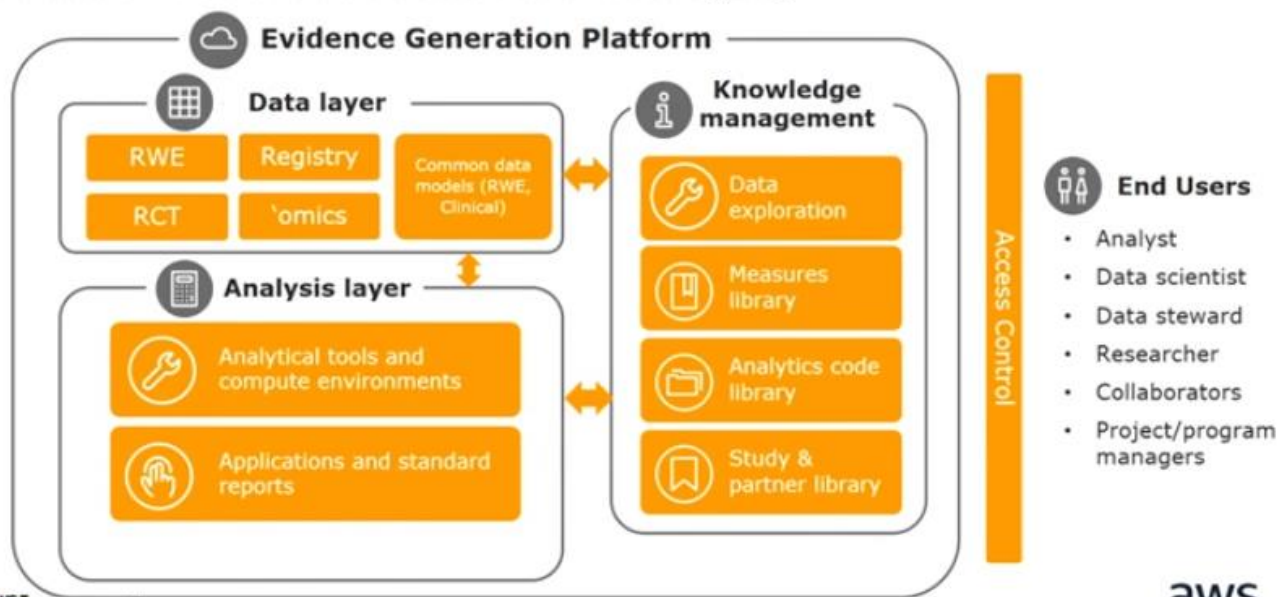 Evidence Generation Platform
Data layer
RWE
Registry
RCT
`omics
Common data
models (RWE,
Clinical)
Analysis layer
Analytical tools and
compute environments
Applications and standard
reports
Knowledge
management
Data
exploration
Measures
library
Analytics code
library
Study &
partner library
Access Control
End Users
• Analyst
• Data scientist
• Data steward
• Researcher
• Collaborators
• Project/program
managers
aws